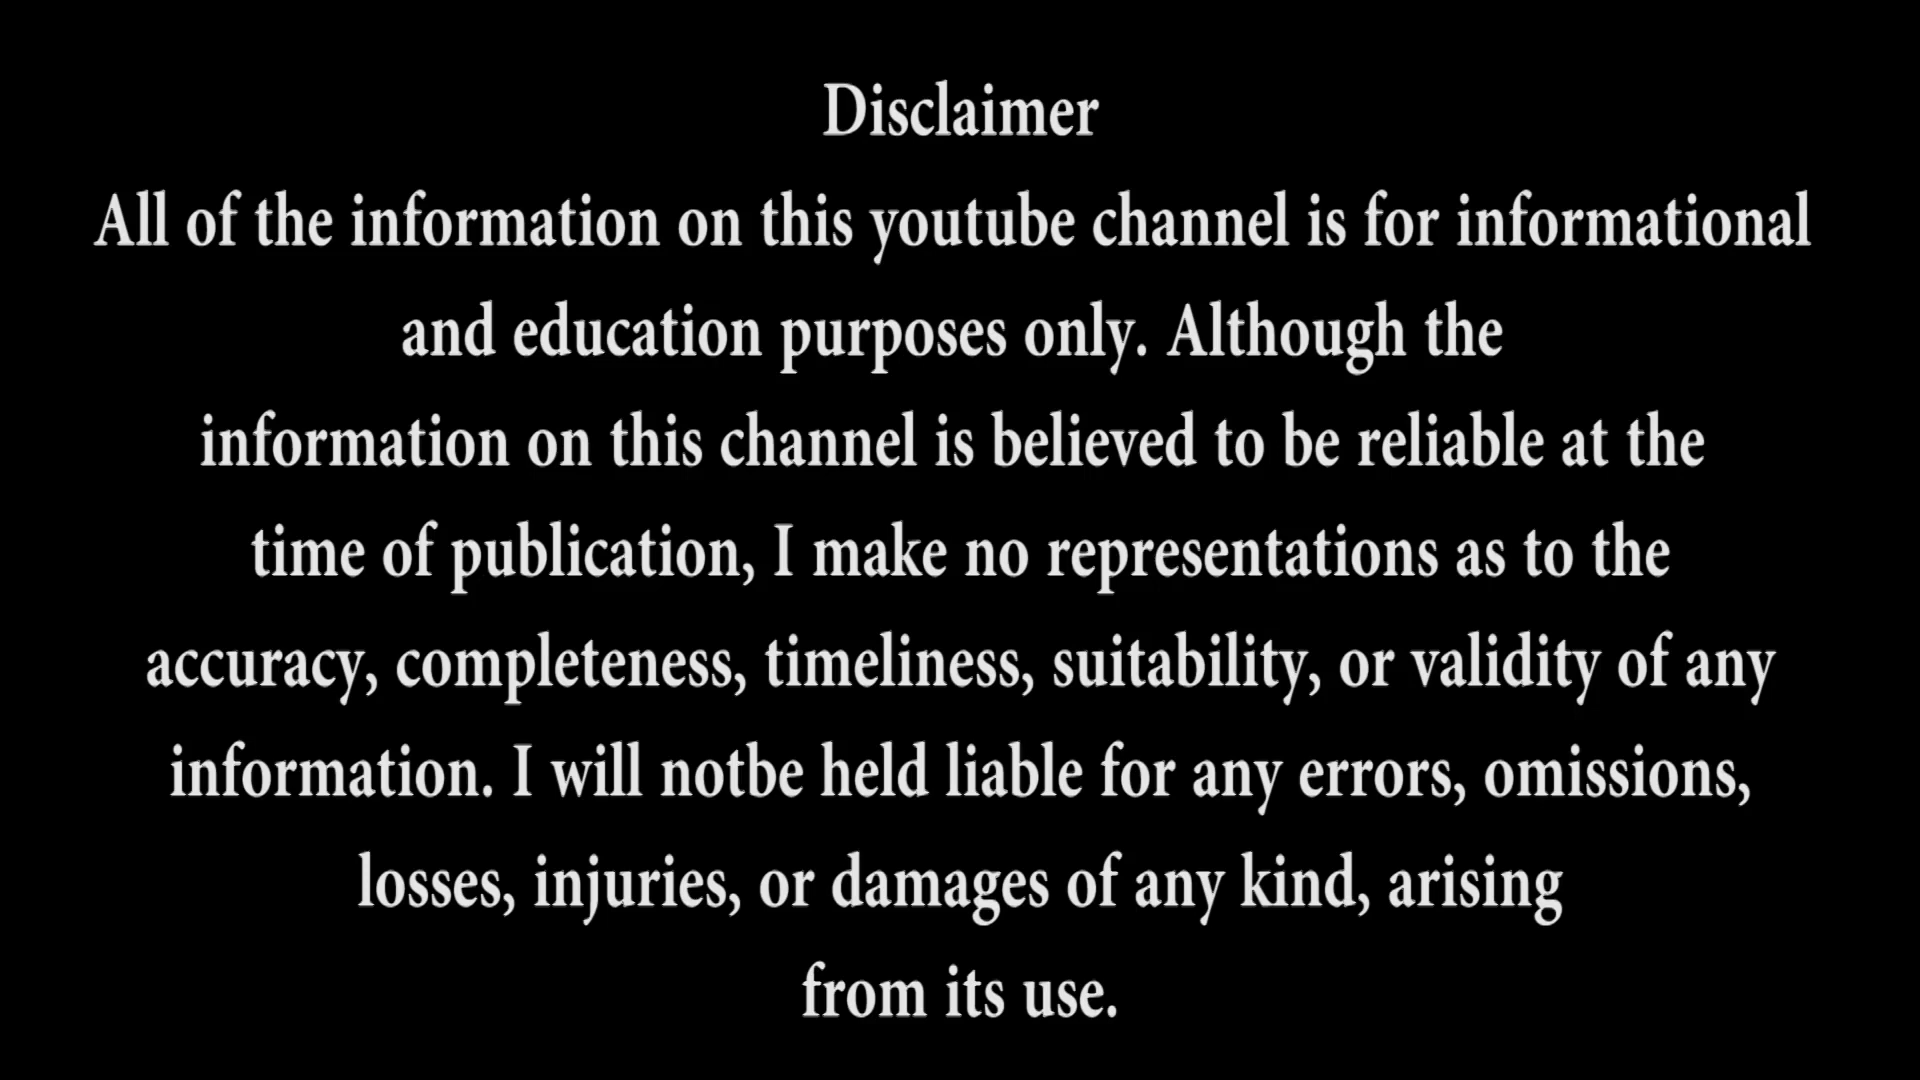 Disclaimer
All of the information on this youtube channel is for informational
and education purposes only. Although the
information on this channel is believed to be reliable at the
time of publication, I make no representations as to the
accuracy, completeness, timeliness, suitability, or validity of any
information. I will notbe held liable for any errors, omissions,
losses, injuries, or damages of any kind, arising
from its use.